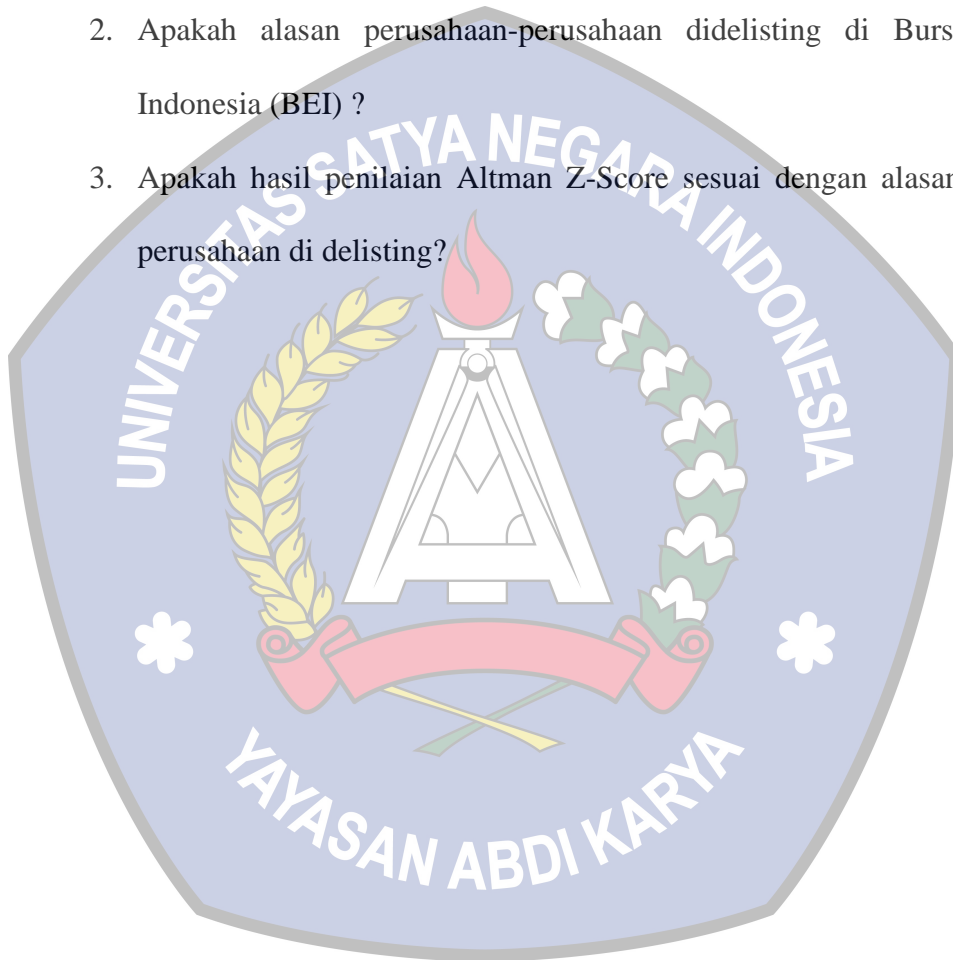 2. Apakah alasan perusahaan-perusahaan didelisting di Burs
Indonesia (BEI) ?
3. Apakah hasil penilaian Altman Z-Score sesuai dengan alasan
perusahaan di delisting?
UNIVERSITAS SATYA NEGARA INDONESIA
YAYASAN ABDI KARYA